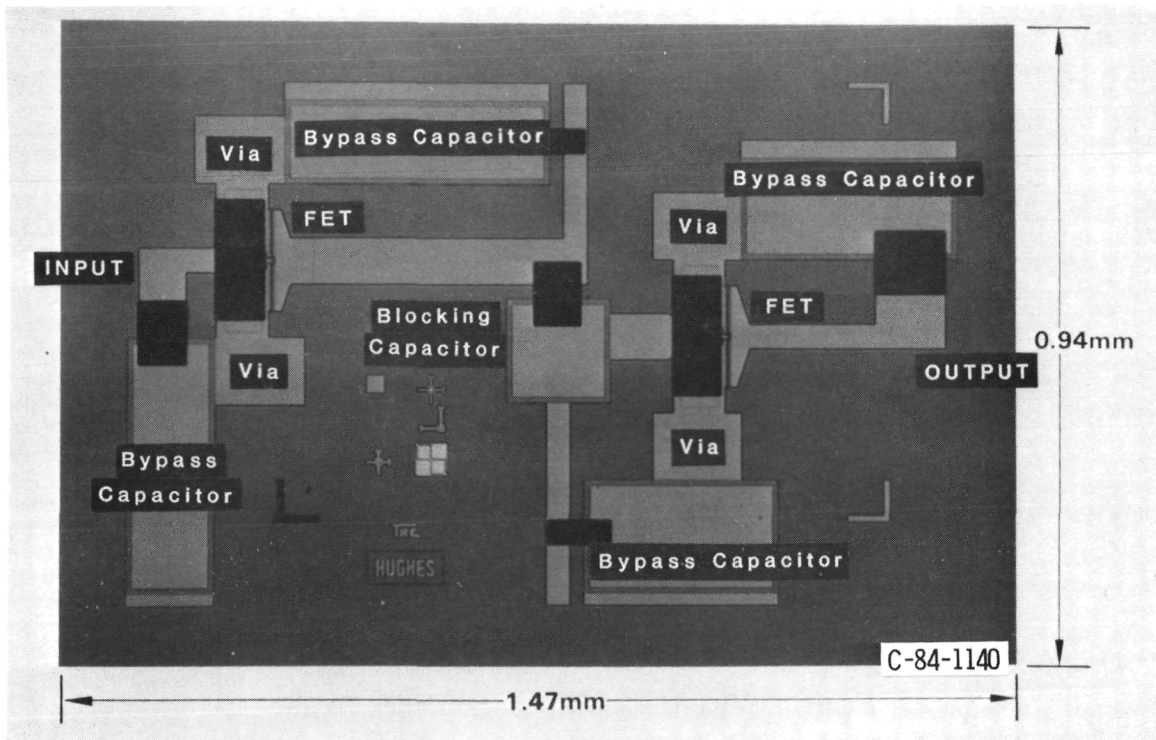 Bypass Capacitor
Via
Bypass Capacitor
FET
Via
INPUT
FET
Blocking
Capacitor
0.94mm
Via
OUTPUT
Via
Bypass
Capacitor
TRE
HUGHES
Bypass Capacitor
C-84-1140
1.47mm